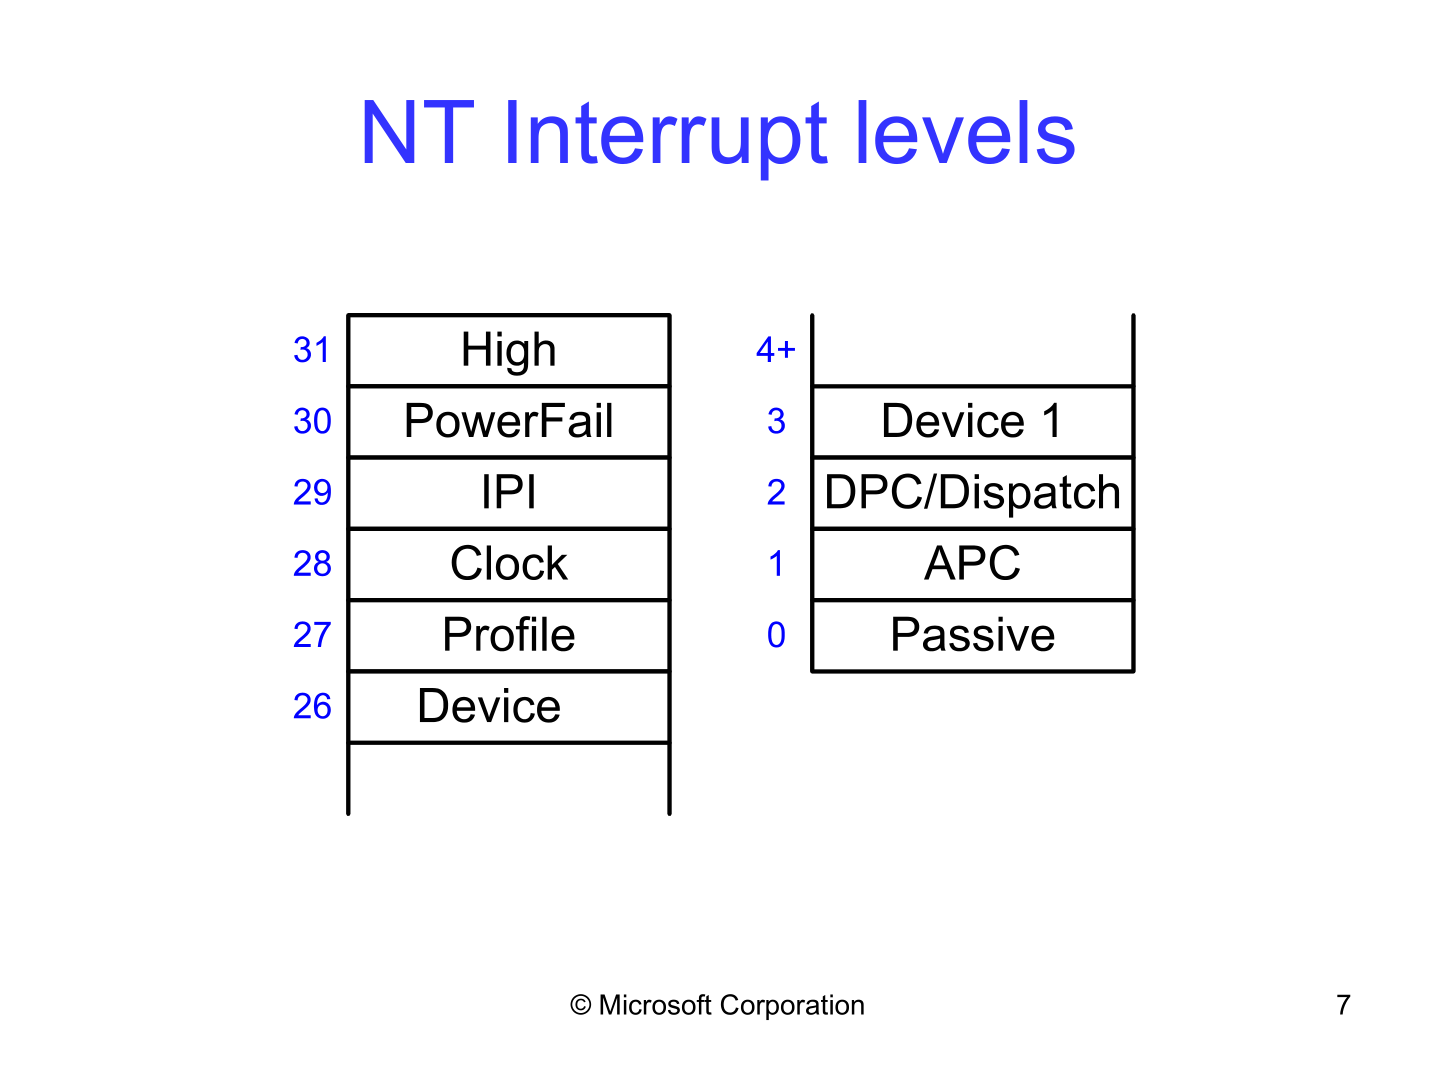 NT Interrupt levels
31 High
30 PowerFail
29 IPI
28 Clock
27 Profile
26 Device
4+
3 Device 1
2 DPC/Dispatch
1 APC
0 Passive
© Microsoft Corporation
7